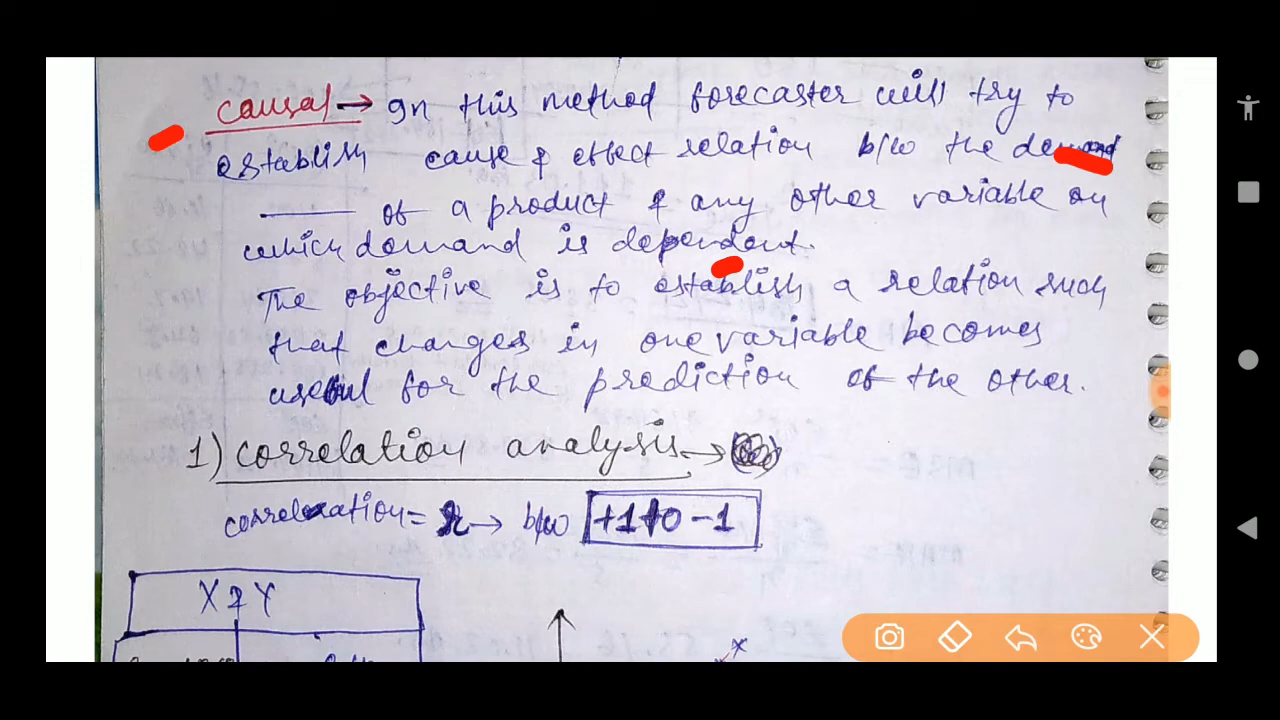 causal → In this method forecaster will try to
establish cause & effect relation b/w the demand
of a product & any other variable on
which demand is dependent.
The objective is to establish a relation such
that changes in one variable becomes
useful for the prediction of the other.
1) correlation analysis →
correlation = r → b/w +1 to -1
X & Y
x